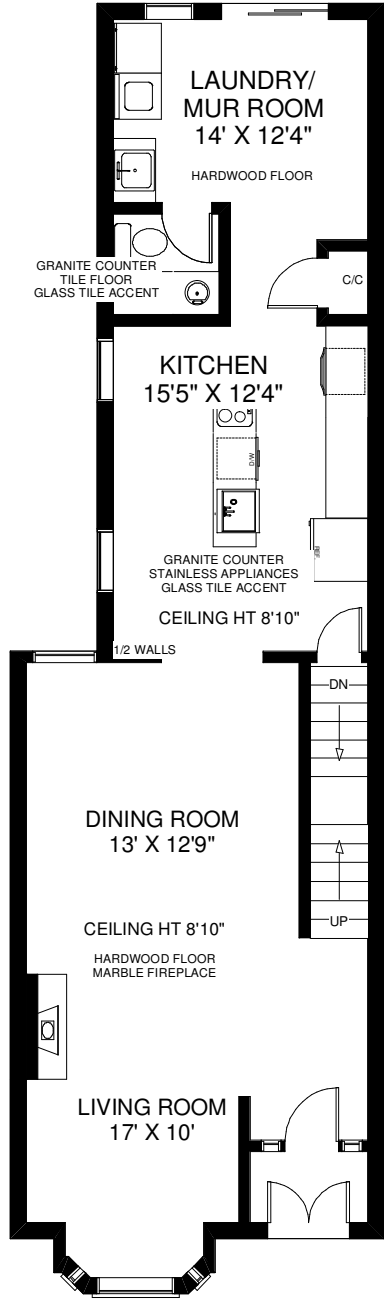 LAUNDRY/
MUR ROOM
14' X 12'4"
HARDWOOD FLOOR
GRANITE COUNTER
TILE FLOOR
GLASS TILE ACCENT
C/C
KITCHEN
15'5" X 12'4"
D/W
REF.
GRANITE COUNTER
STAINLESS APPLIANCES
GLASS TILE ACCENT
CEILING HT 8'10"
1/2 WALLS
DN
DINING ROOM
13' X 12'9"
UP
CEILING HT 8'10"
HARDWOOD FLOOR
MARBLE FIREPLACE
LIVING ROOM
17' X 10'